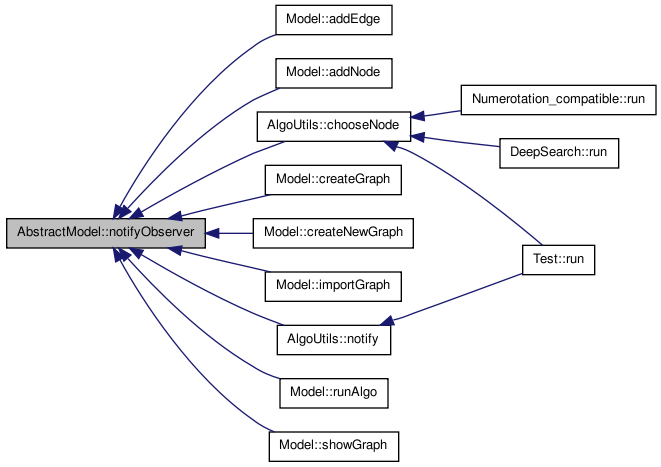 Model::addEdge
Model::addNode
Numerotation_compatible::run
AlgoUtils::chooseNode
DeepSearch::run
Model::createGraph
AbstractModel::notifyObserver
Model::createNewGraph
Test::run
Model::importGraph
AlgoUtils::notify
Model::runAlgo
Model::showGraph